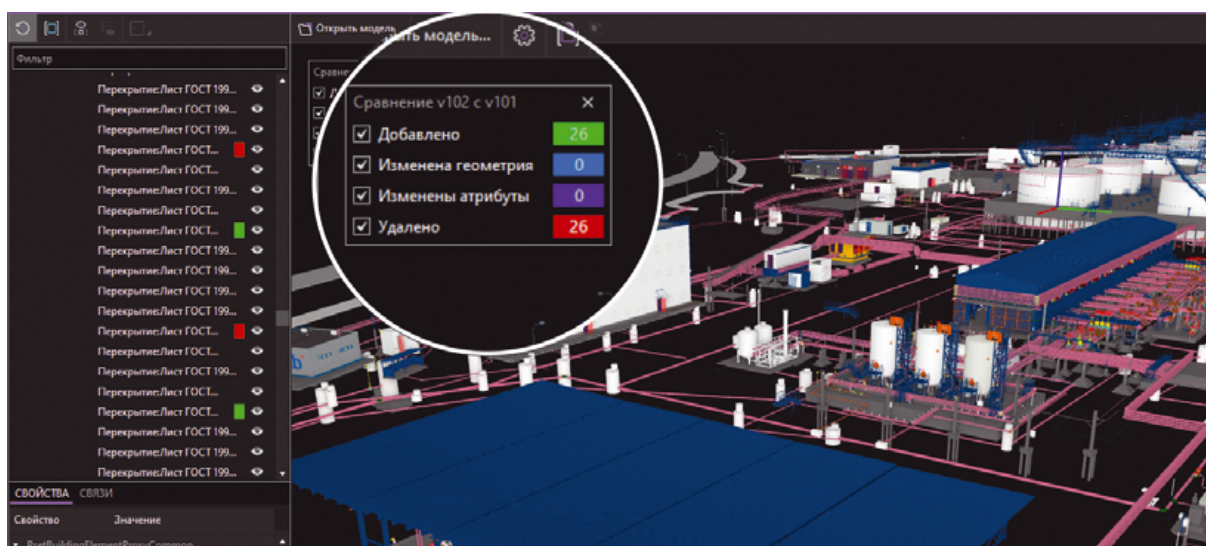 Открыть модель
ыть модель...
Фильтр
Сравне
Сравнение v102 с v101
Добавлено 26
Изменена геометрия 0
Изменены атрибуты 0
Удалено 26
Перекрытие:Лист ГОСТ 199...
Перекрытие:Лист ГОСТ 199...
Перекрытие:Лист ГОСТ 199...
Перекрытие:Лист ГОСТ...
Перекрытие:Лист ГОСТ...
Перекрытие:Лист ГОСТ 199...
Перекрытие:Лист ГОСТ...
Перекрытие:Лист ГОСТ...
Перекрытие:Лист ГОСТ 199...
Перекрытие:Лист ГОСТ 199...
Перекрытие:Лист ГОСТ 199...
Перекрытие:Лист ГОСТ 199...
Перекрытие:Лист ГОСТ...
Перекрытие:Лист ГОСТ...
Перекрытие:Лист ГОСТ 199...
Перекрытие:Лист ГОСТ...
Перекрытие:Лист ГОСТ...
Перекрытие:Лист ГОСТ 199...
Перекрытие:Лист ГОСТ 199...
Перекрытие:Лист ГОСТ 199...
СВОЙСТВА СВЯЗИ
Свойство Значение
PsetBuildingElementProxyCommon